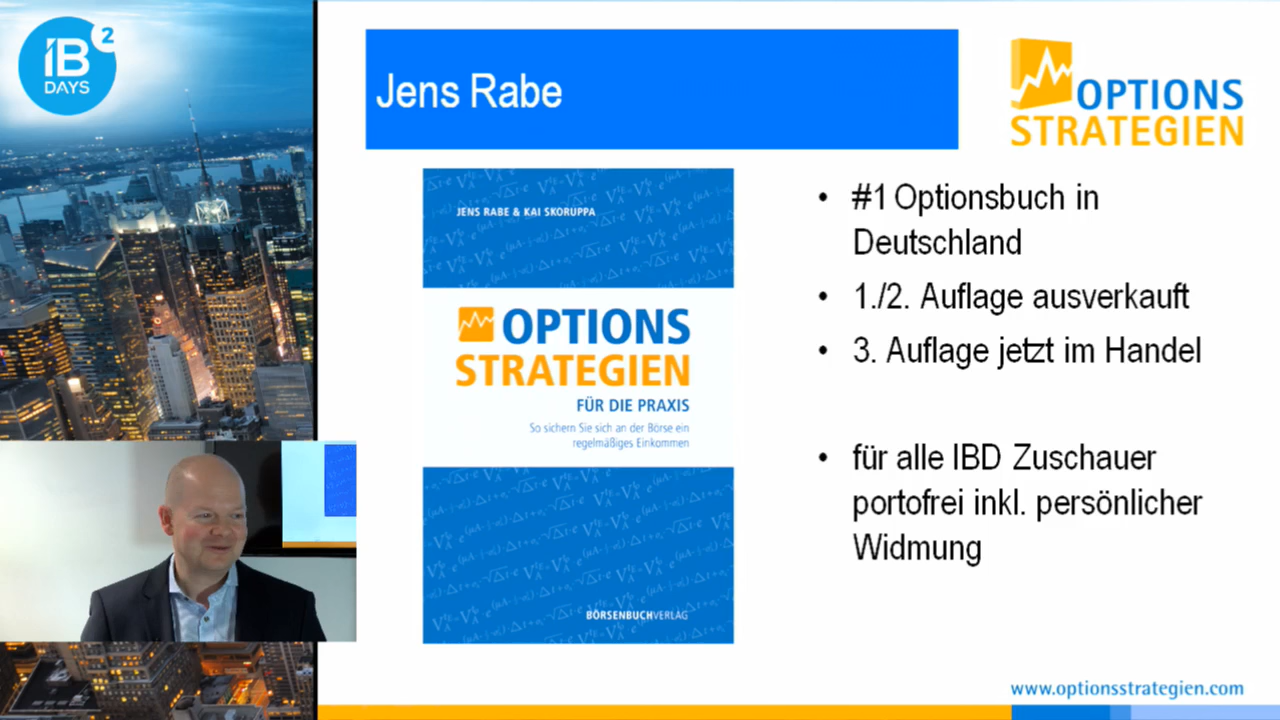 IB 2
DAYS
Jens Rabe
OPTIONS
STRATEGIEN
JENS RABE & KAI SKORUPPA
OPTIONS
STRATEGIEN
FÜR DIE PRAXIS
So sichern Sie sich an der Börse ein
regelmäßiges Einkommen
BÖRSENBUCHVERLAG
• #1 Optionsbuch in
Deutschland
• 1./2. Auflage ausverkauft
• 3. Auflage jetzt im Handel
• für alle IBD Zuschauer
portofrei inkl. persönlicher
Widmung
www.optionsstrategien.com